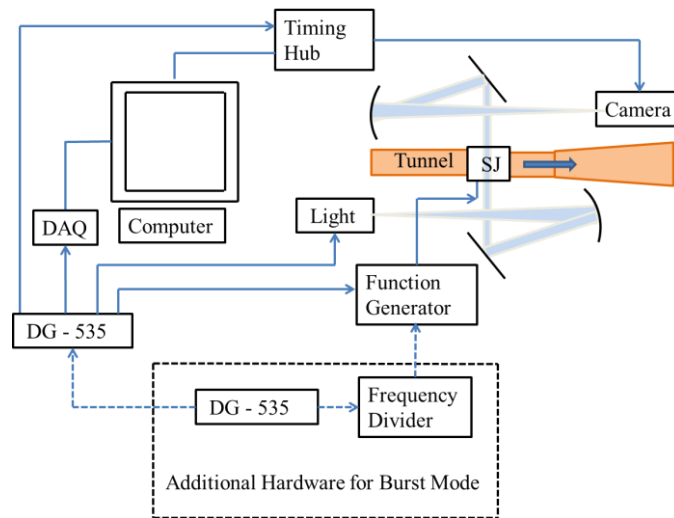 Timing
Hub
Camera
Tunnel
SJ
DAQ
Computer
Light
Function
Generator
DG - 535
DG - 535
Frequency
Divider
Additional Hardware for Burst Mode